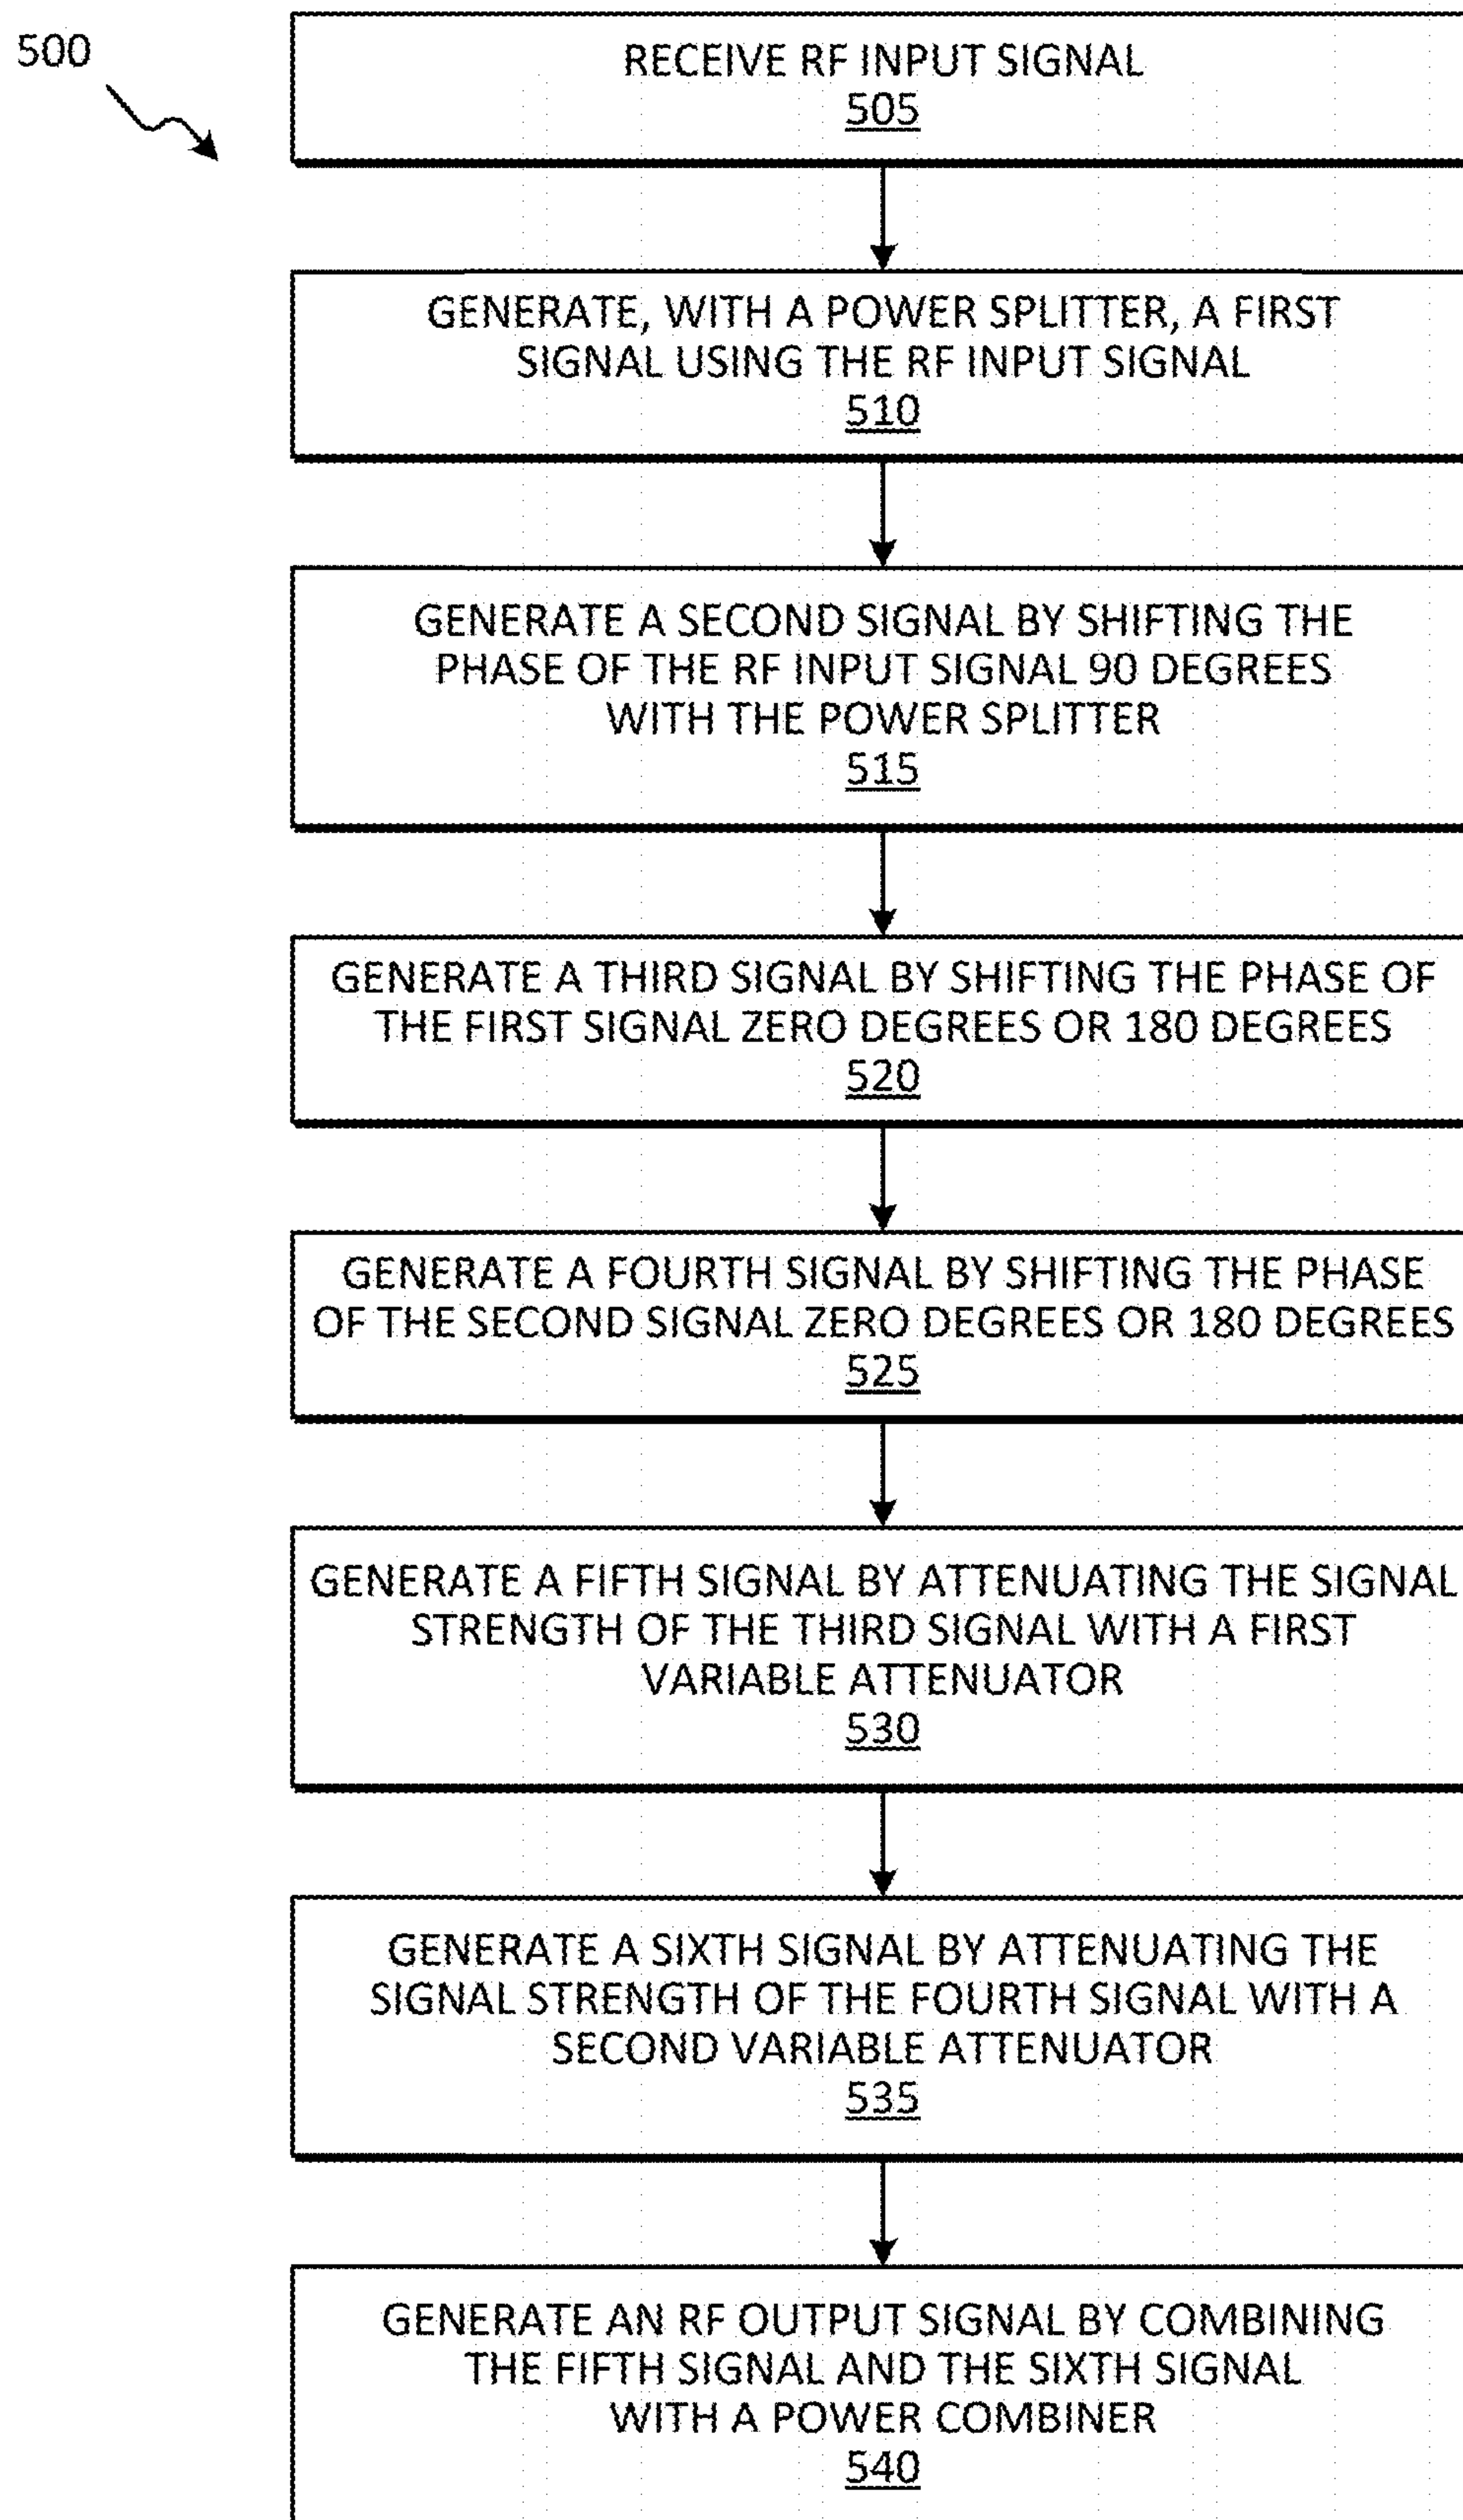 500
RECEIVE RF INPUT SIGNAL
505
GENERATE, WITH A POWER SPLITTER, A FIRST
SIGNAL USING THE RF INPUT SIGNAL
510
GENERATE A SECOND SIGNAL BY SHIFTING THE
PHASE OF THE RF INPUT SIGNAL 90 DEGREES
WITH THE POWER SPLITTER
515
GENERATE A THIRD SIGNAL BY SHIFTING THE PHASE OF
THE FIRST SIGNAL ZERO DEGREES OR 180 DEGREES
520
GENERATE A FOURTH SIGNAL BY SHIFTING THE PHASE
OF THE SECOND SIGNAL ZERO DEGREES OR 180 DEGREES
525
GENERATE A FIFTH SIGNAL BY ATTENUATING THE SIGNAL
STRENGTH OF THE THIRD SIGNAL WITH A FIRST
VARIABLE ATTENUATOR
530
GENERATE A SIXTH SIGNAL BY ATTENUATING THE
SIGNAL STRENGTH OF THE FOURTH SIGNAL WITH A
SECOND VARIABLE ATTENUATOR
535
GENERATE AN RF OUTPUT SIGNAL BY COMBINING
THE FIFTH SIGNAL AND THE SIXTH SIGNAL
WITH A POWER COMBINER
540